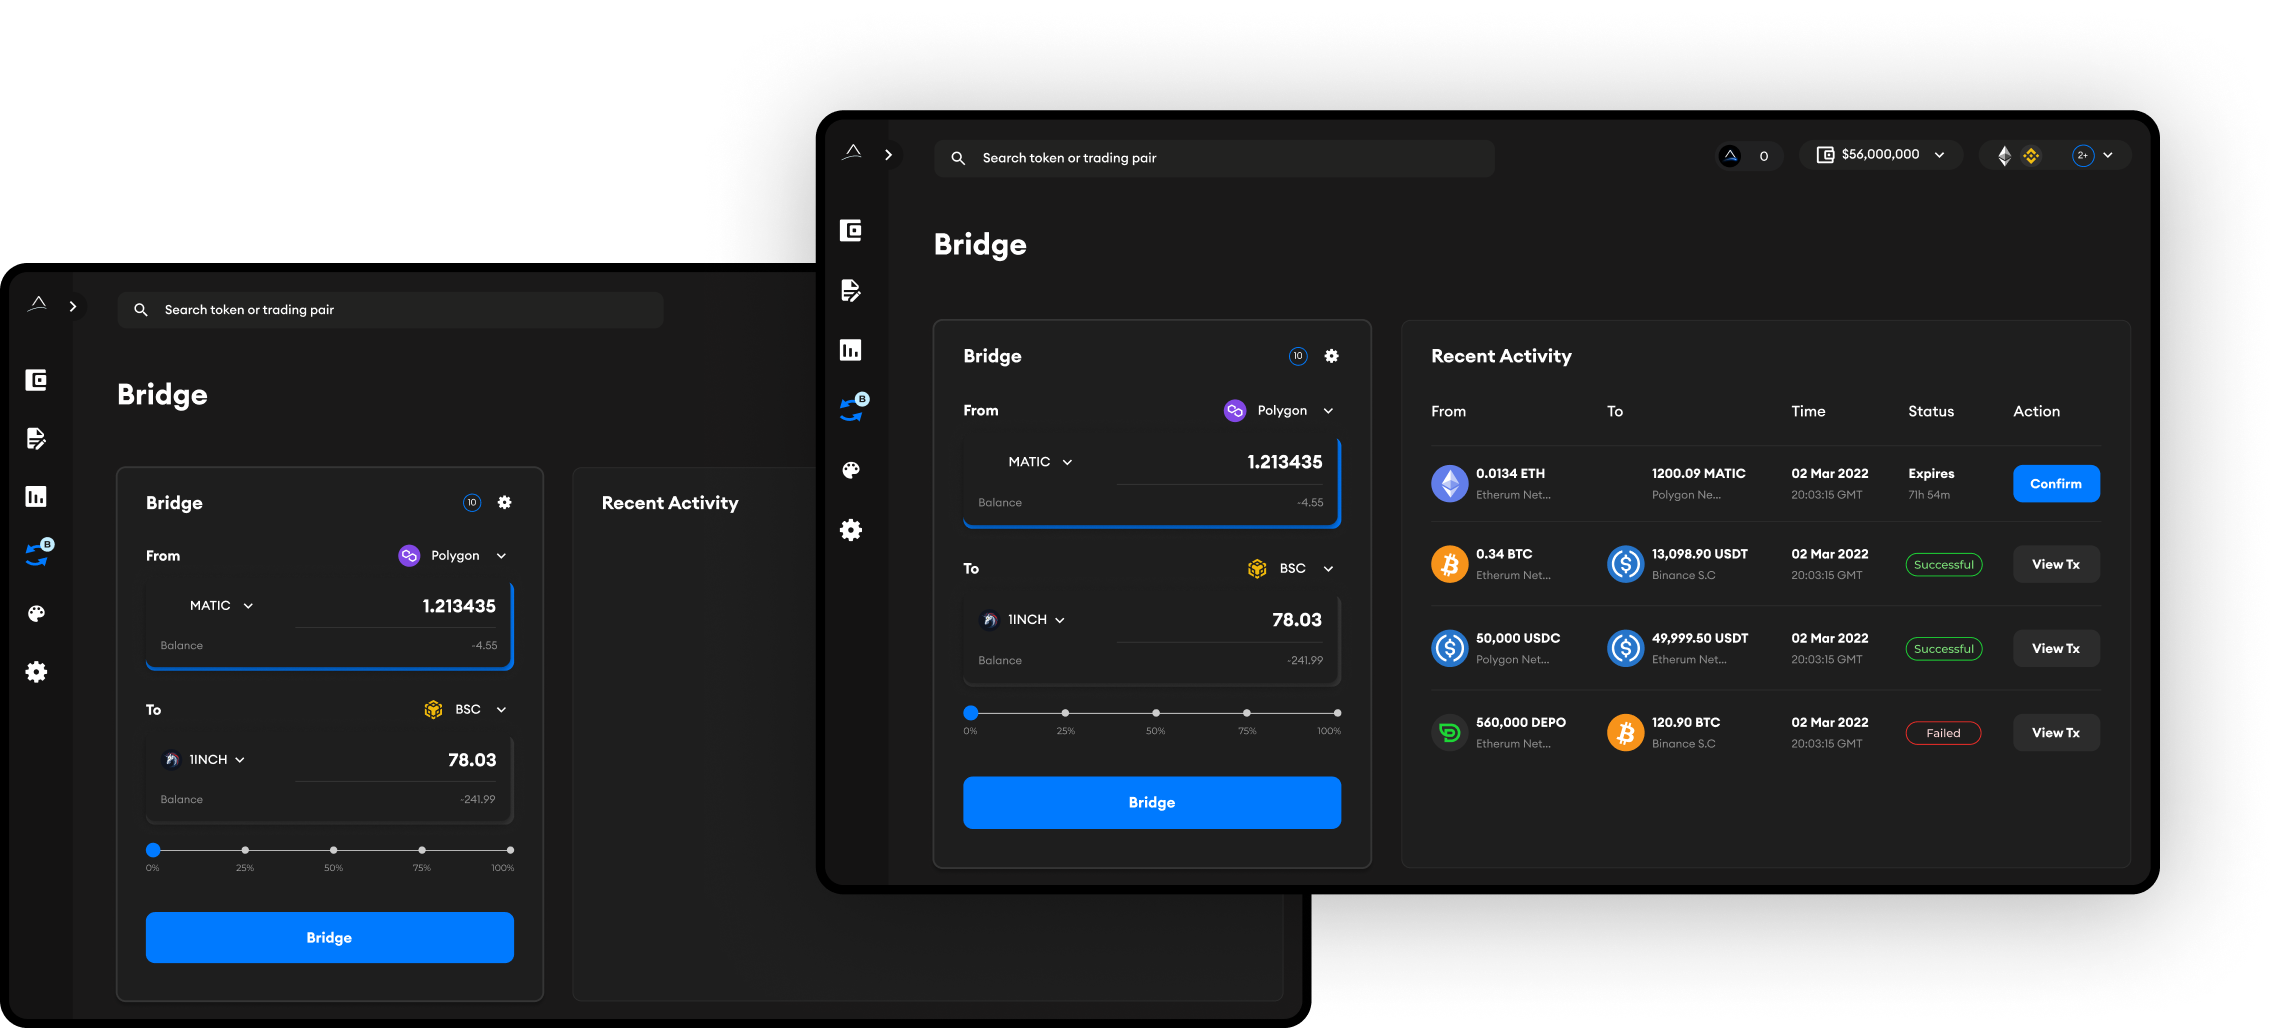 Search token or trading pair
0
$56,000,000
2+
Bridge
Bridge
10
From
Polygon
MATIC
1.213435
Balance
-4.55
To
BSC
1INCH
78.03
Balance
-241.99
0% 25% 50% 75% 100%
Bridge
B
Recent Activity
From To Time Status Action
0.0134 ETH 1200.09 MATIC 02 Mar 2022 Expires
Etherum Net... Polygon Ne... 20:03:15 GMT 71h 54m
Confirm
0.34 BTC 13,098.90 USDT 02 Mar 2022
Etherum Net... Binance S.C 20:03:15 GMT
Successful
View Tx
50,000 USDC 49,999.50 USDT 02 Mar 2022
Polygon Net... Etherum Net... 20:03:15 GMT
Successful
View Tx
560,000 DEPO 120.90 BTC 02 Mar 2022
Etherum Net... Binance S.C 20:03:15 GMT
Failed
View Tx
Search token or trading pair
Bridge
B
Bridge
10
From
Polygon
MATIC
1.213435
Balance
-4.55
To
BSC
1INCH
78.03
Balance
-241.99
0% 25% 50% 75% 100%
Bridge
Recent Activity